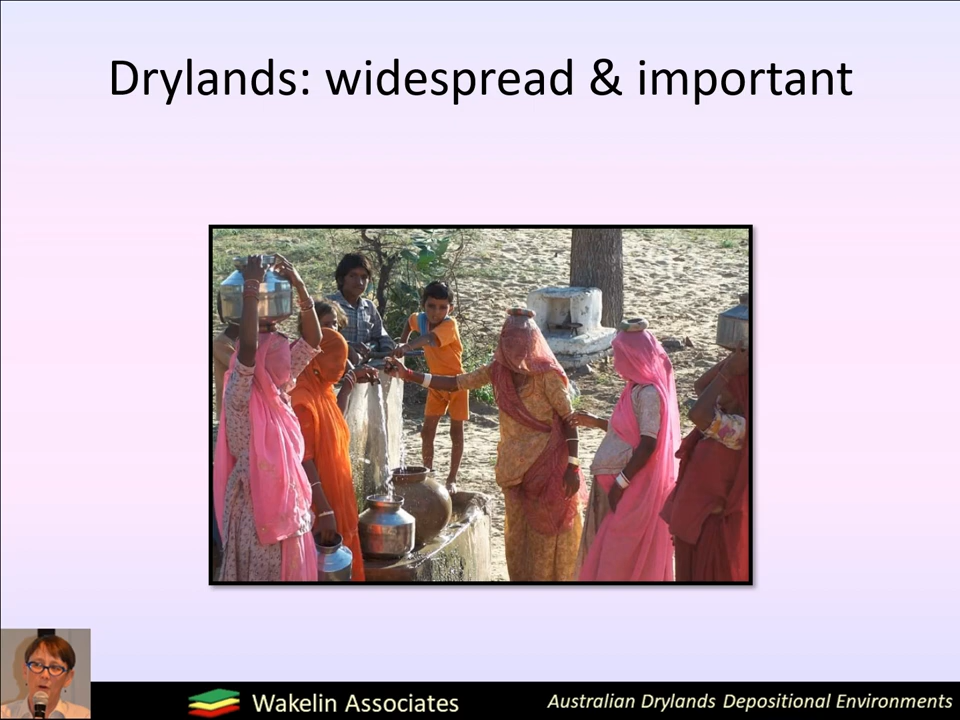 Drylands: widespread & important
Wakelin Associates
Australian Drylands Depositional Environments